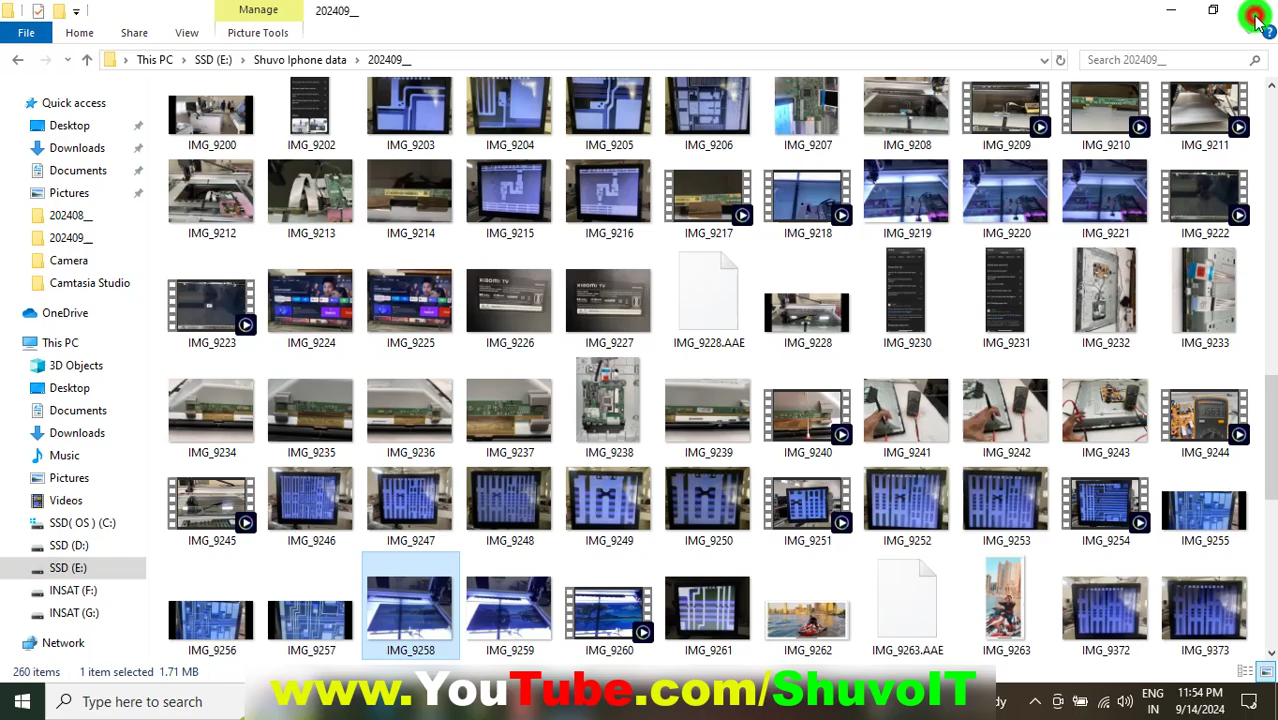 Manage
202409__
File
Home
Share
View
Picture Tools
This PC
SSD (E:)
Shuvo Iphone data
202409__
Search 202409__
Quick access
Desktop
Downloads
Documents
Pictures
202408__
202409__
Camera
Camtasia Studio
OneDrive
This PC
3D Objects
Desktop
Documents
Downloads
Music
Pictures
Videos
SSD( OS ) (C:)
SSD (D:)
SSD (E:)
INSAT (F:)
INSAT (G:)
Network
IMG_9200 IMG_9202 IMG_9203 IMG_9204 IMG_9205 IMG_9206 IMG_9207 IMG_9208 IMG_9209 IMG_9210 IMG_9211
IMG_9212 IMG_9213 IMG_9214 IMG_9215 IMG_9216 IMG_9217 IMG_9218 IMG_9219 IMG_9220 IMG_9221 IMG_9222
XIAOMI TV
XIAOMI TV
IMG_9223 IMG_9224 IMG_9225 IMG_9226 IMG_9227 IMG_9228.AAE IMG_9228 IMG_9230 IMG_9231 IMG_9232 IMG_9233
IMG_9234 IMG_9235 IMG_9236 IMG_9237 IMG_9238 IMG_9239 IMG_9240 IMG_9241 IMG_9242 IMG_9243 IMG_9244
IMG_9245 IMG_9246 IMG_9247 IMG_9248 IMG_9249 IMG_9250 IMG_9251 IMG_9252 IMG_9253 IMG_9254 IMG_9255
IMG_9256 IMG_9257 IMG_9258 IMG_9259 IMG_9260 IMG_9261 IMG_9262 IMG_9263.AAE IMG_9263 IMG_9372 IMG_9373
260 items
1 item selected 1.71 MB
www.YouTube.com/ShuvoIT
Type here to search
ENG
IN
11:54 PM
9/14/2024